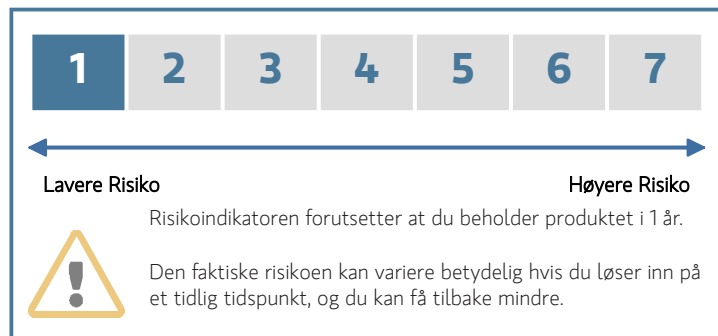 1 2 3 4 5 6 7
Lavere Risiko Høyere Risiko
Risikoindikatoren forutsetter at du beholder produktet i 1 år.
Den faktiske risikoen kan variere betydelig hvis du løser inn på
et tidlig tidspunkt, og du kan få tilbake mindre.